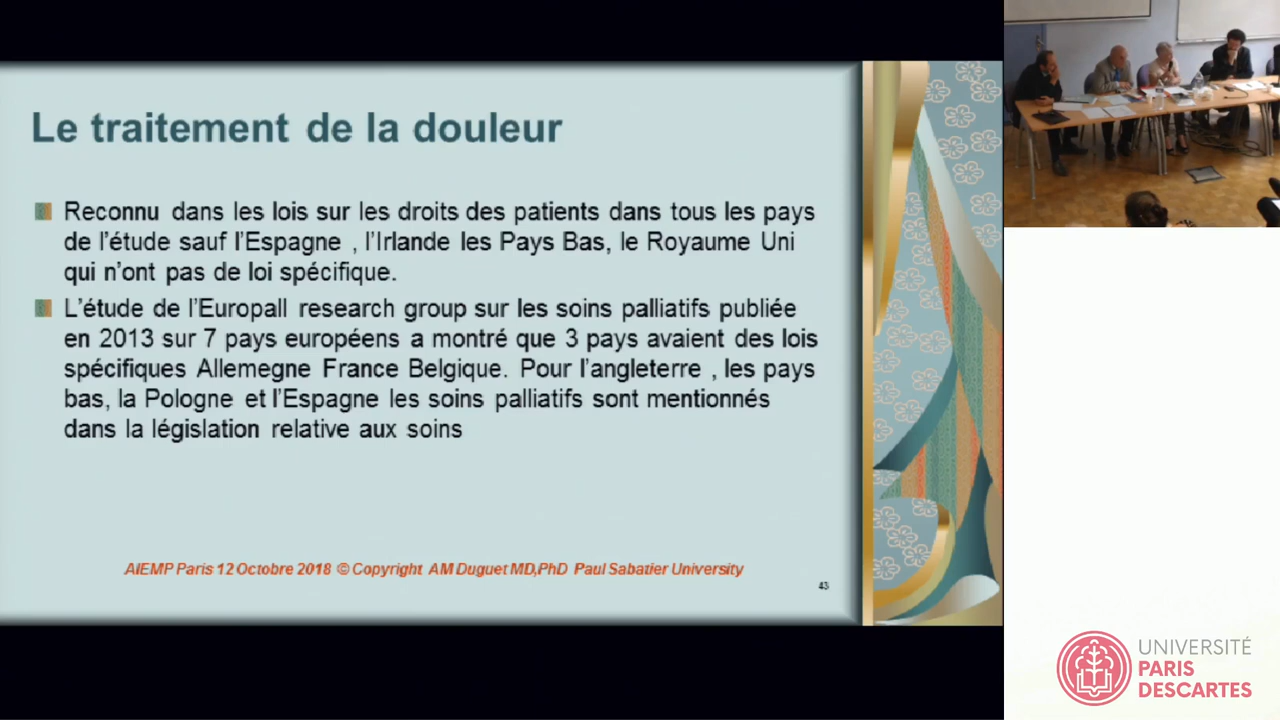 Le traitement de la douleur
Reconnu dans les lois sur les droits des patients dans tous les pays
de l'étude sauf l'Espagne , l'Irlande les Pays Bas, le Royaume Uni
qui n'ont pas de loi spécifique.
L'étude de l'Europall research group sur les soins palliatifs publiée
en 2013 sur 7 pays européens a montré que 3 pays avaient des lois
spécifiques Allemegne France Belgique. Pour l'angleterre , les pays
bas, la Pologne et l'Espagne les soins palliatifs sont mentionnés
dans la législation relative aux soins
AIEMP Paris 12 Octobre 2018 © Copyright AM Duguet MD,PhD Paul Sabatier University
43
UNIVERSITÉ
PARIS
DESCARTES